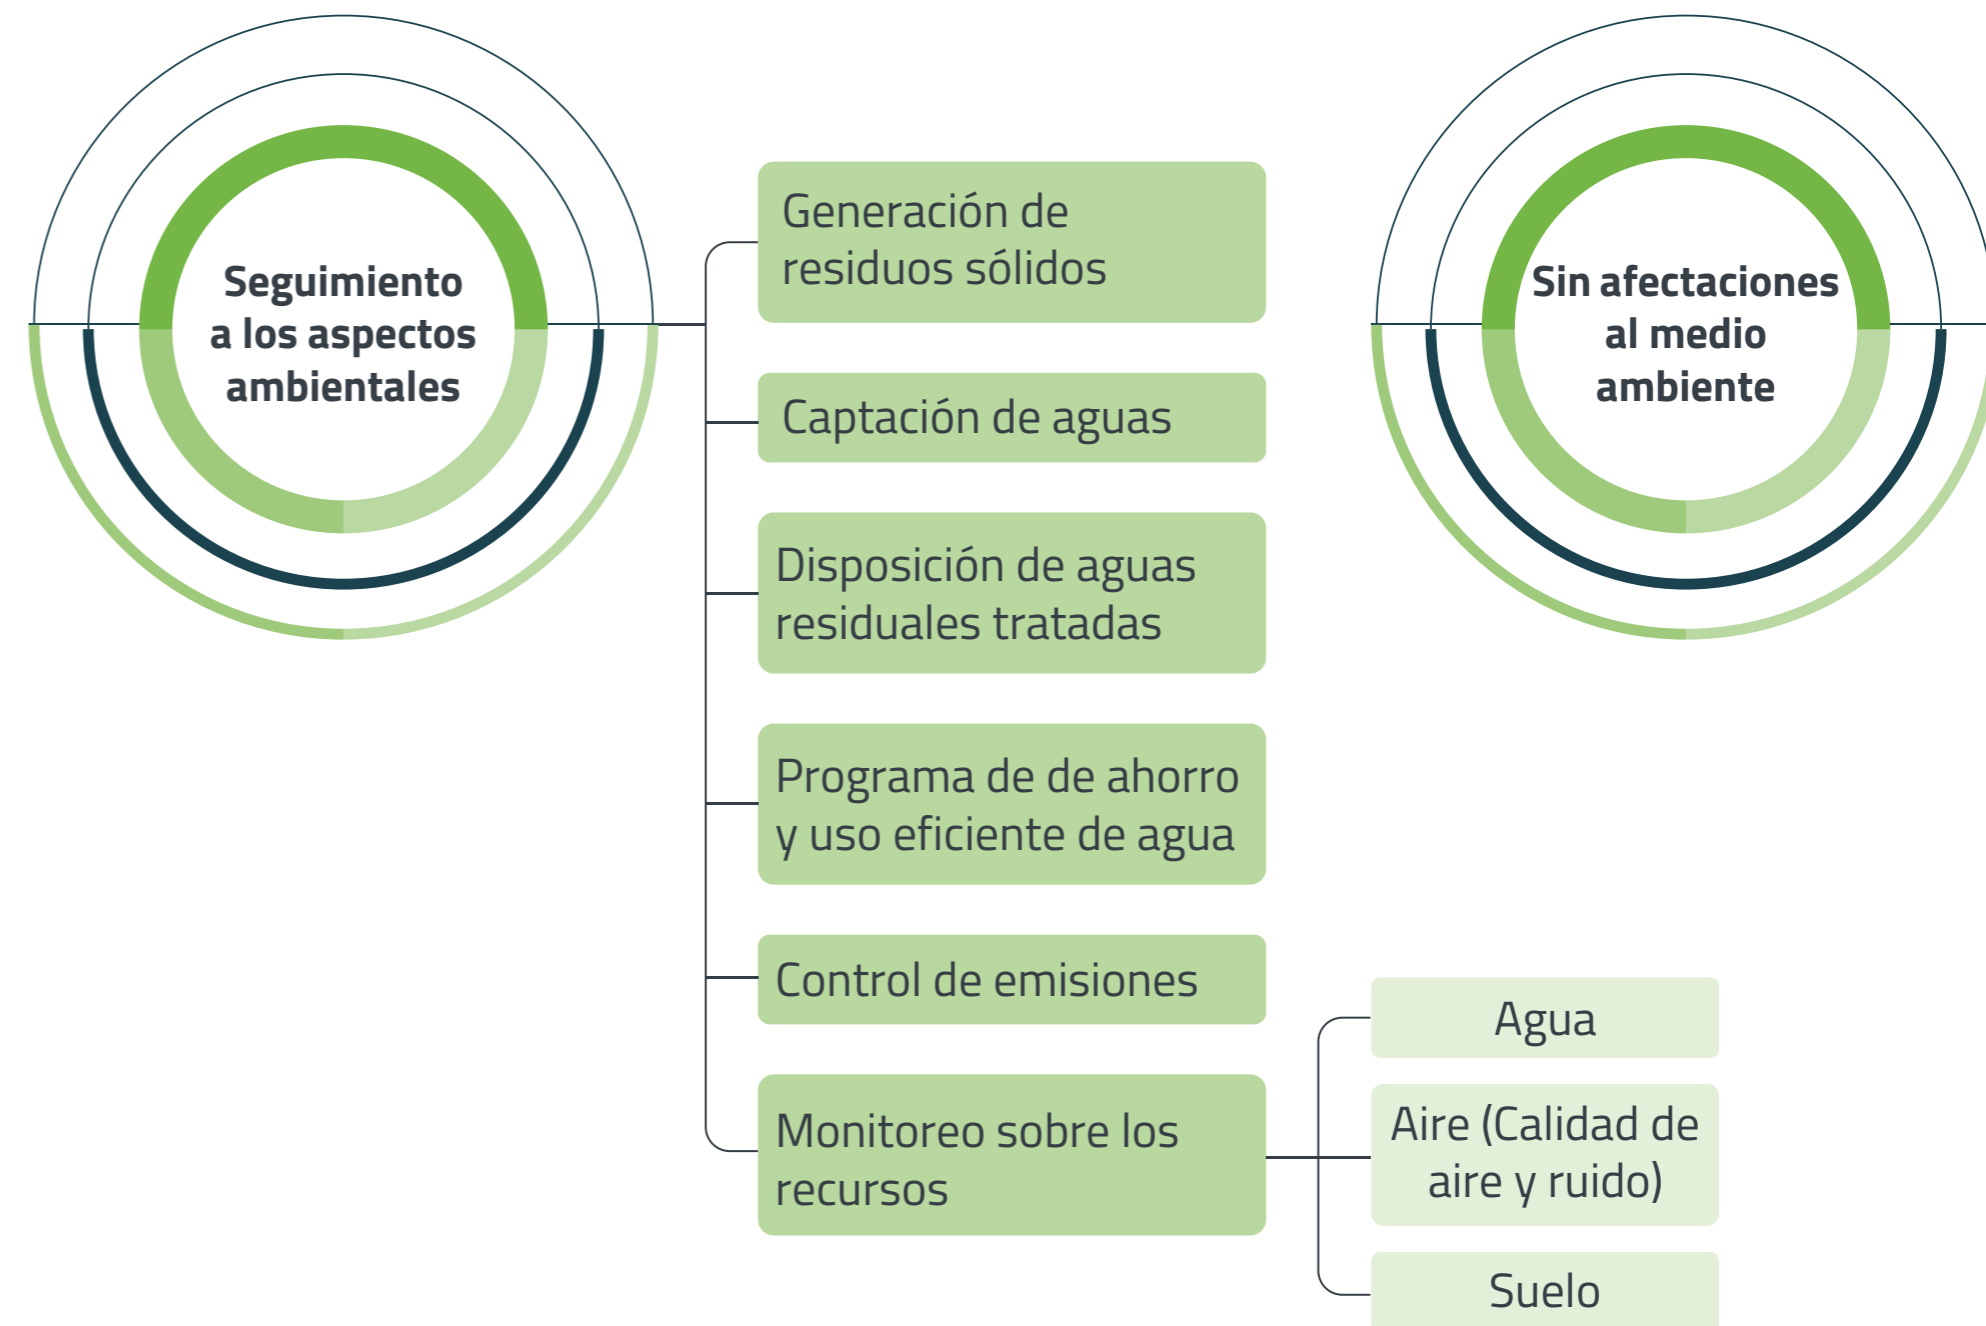 Seguimiento
a los aspectos
ambientales
Generación de
residuos sólidos
Captación de aguas
Disposición de aguas
residuales tratadas
Programa de de ahorro
y uso eficiente de agua
Control de emisiones
Monitoreo sobre los
recursos
Agua
Aire (Calidad de
aire y ruido)
Suelo
Sin afectaciones
al medio
ambiente